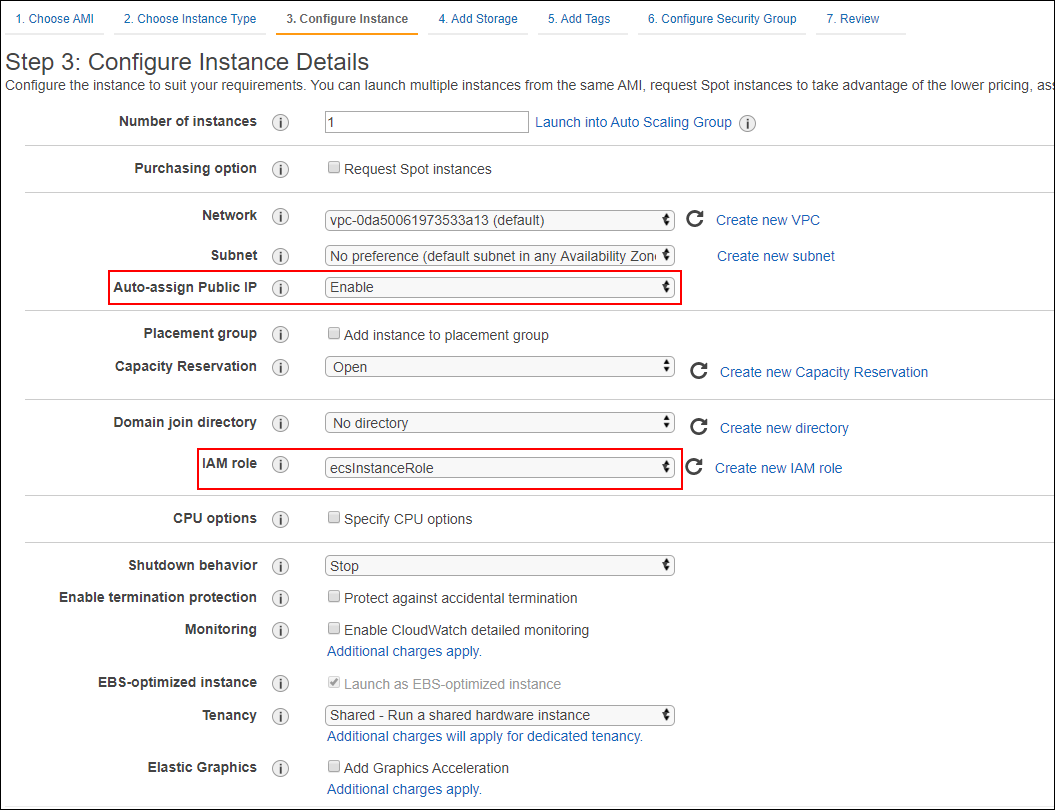 1. Choose AMI 2. Choose Instance Type 3. Configure Instance 4. Add Storage 5. Add Tags 6. Configure Security Group 7. Review
Step 3: Configure Instance Details
Configure the instance to suit your requirements. You can launch multiple instances from the same AMI, request Spot instances to take advantage of the lower pricing, ass
Number of instances i 1 Launch into Auto Scaling Group i
Purchasing option i Request Spot instances
Network i vpc-0da50061973533a13 (default) Create new VPC
Subnet i No preference (default subnet in any Availability Zone Create new subnet
Auto-assign Public IP i Enable
Placement group i Add instance to placement group
Capacity Reservation i Open Create new Capacity Reservation
Domain join directory i No directory Create new directory
IAM role i ecsInstanceRole Create new IAM role
CPU options i Specify CPU options
Shutdown behavior i Stop
Enable termination protection i Protect against accidental termination
Monitoring i Enable CloudWatch detailed monitoring
Additional charges apply.
EBS-optimized instance i Launch as EBS-optimized instance
Tenancy i Shared - Run a shared hardware instance
Additional charges will apply for dedicated tenancy.
Elastic Graphics i Add Graphics Acceleration
Additional charges apply.